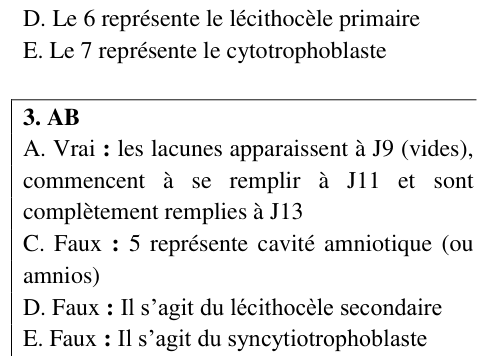 D. Le 6 représente le lécithocèle primaire
E. Le 7 représente le cytotrophoblaste
3. AB
A. Vrai : les lacunes apparaissent à J9 (vides),
commencent à se remplir à J11 et sont
complètement remplies à J13
C. Faux : 5 représente cavité amniotique (ou
amnios)
D. Faux : Il s’agit du lécithocèle secondaire
E. Faux : Il s’agit du syncytiotrophoblaste